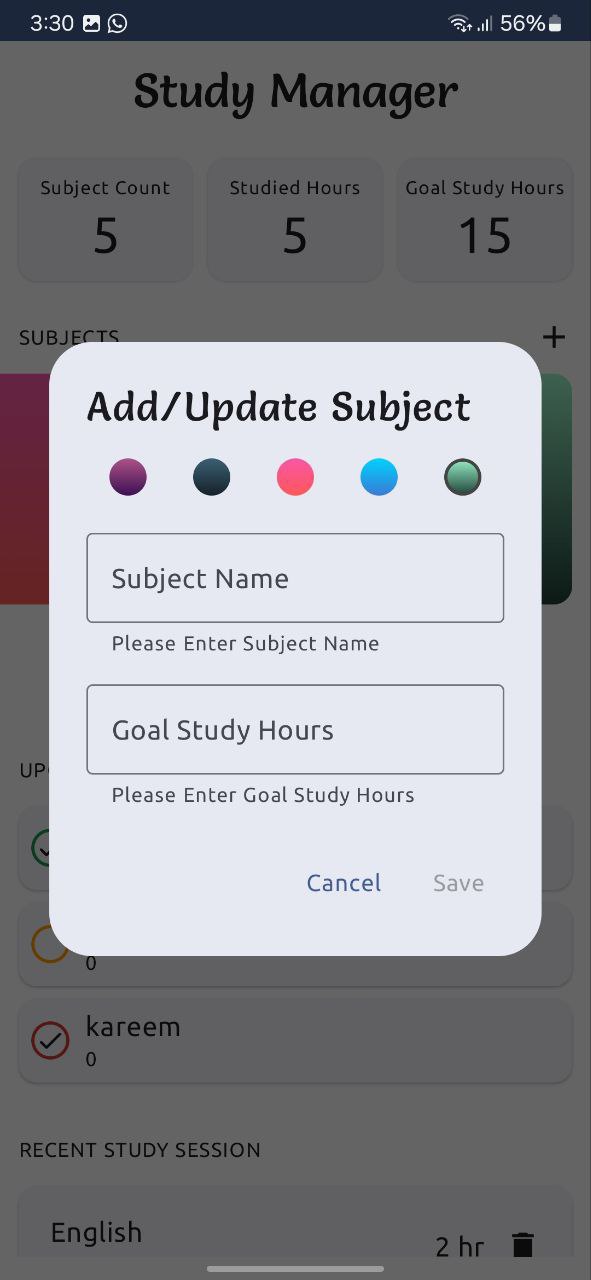 3:30 56%
Study Manager
Subject Count Studied Hours Goal Study Hours
5 5 15
SUBJECTS
Add/Update Subject
Subject Name
Please Enter Subject Name
Goal Study Hours
Please Enter Goal Study Hours
Cancel Save
0
kareem
0
RECENT STUDY SESSION
English
2 hr